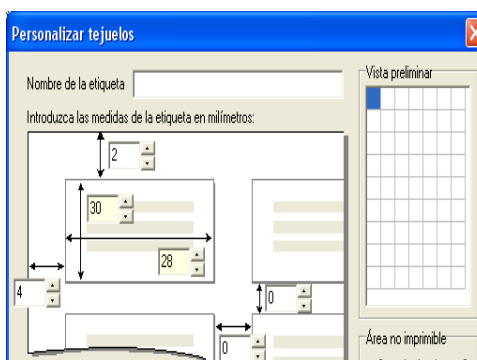 Personalizar tejuelos
Nombre de la etiqueta
Vista preliminar
Introduzca las medidas de la etiqueta en milímetros:
2
30
28
4
0
0
Área no imprimible